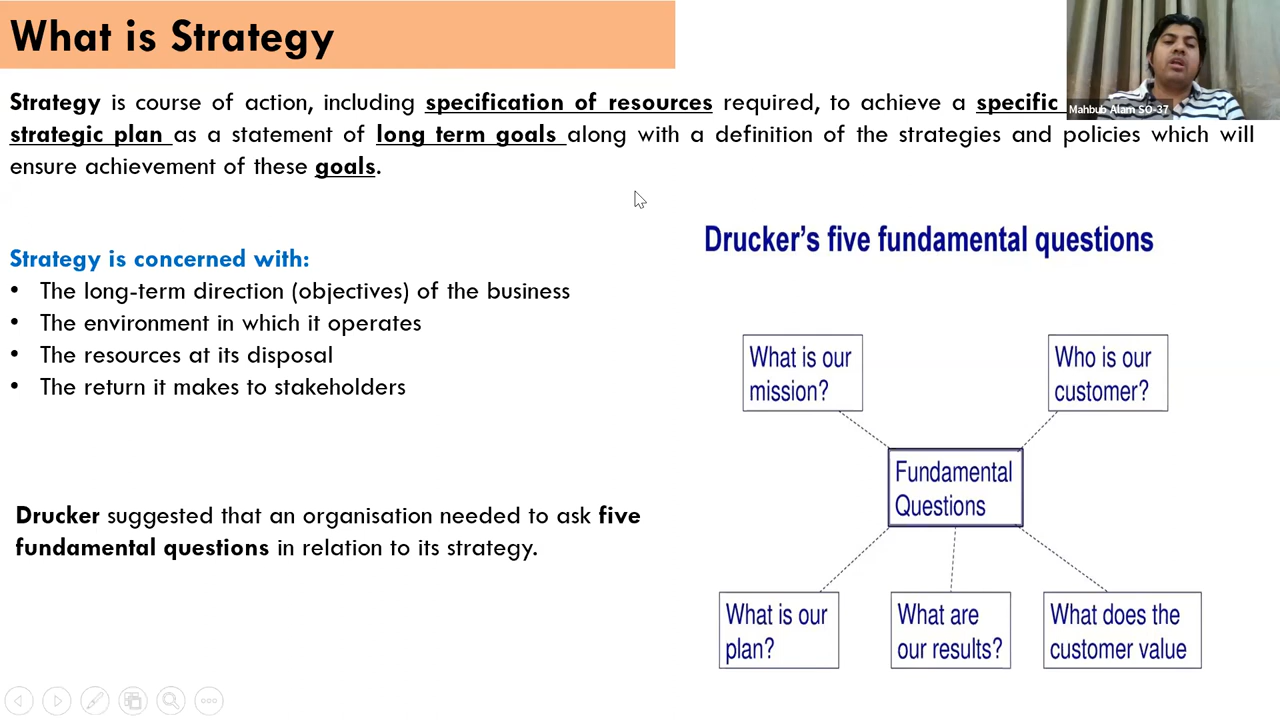 What is Strategy
Mahbub Alam SO-37
Strategy is course of action, including specification of resources required, to achieve a specific
strategic plan as a statement of long term goals along with a definition of the strategies and policies which will
ensure achievement of these goals.
Strategy is concerned with:
• The long-term direction (objectives) of the business
• The environment in which it operates
• The resources at its disposal
• The return it makes to stakeholders
Drucker suggested that an organisation needed to ask five
fundamental questions in relation to its strategy.
Drucker's five fundamental questions
What is our
mission?
Who is our
customer?
Fundamental
Questions
What is our
plan?
What are
our results?
What does the
customer value